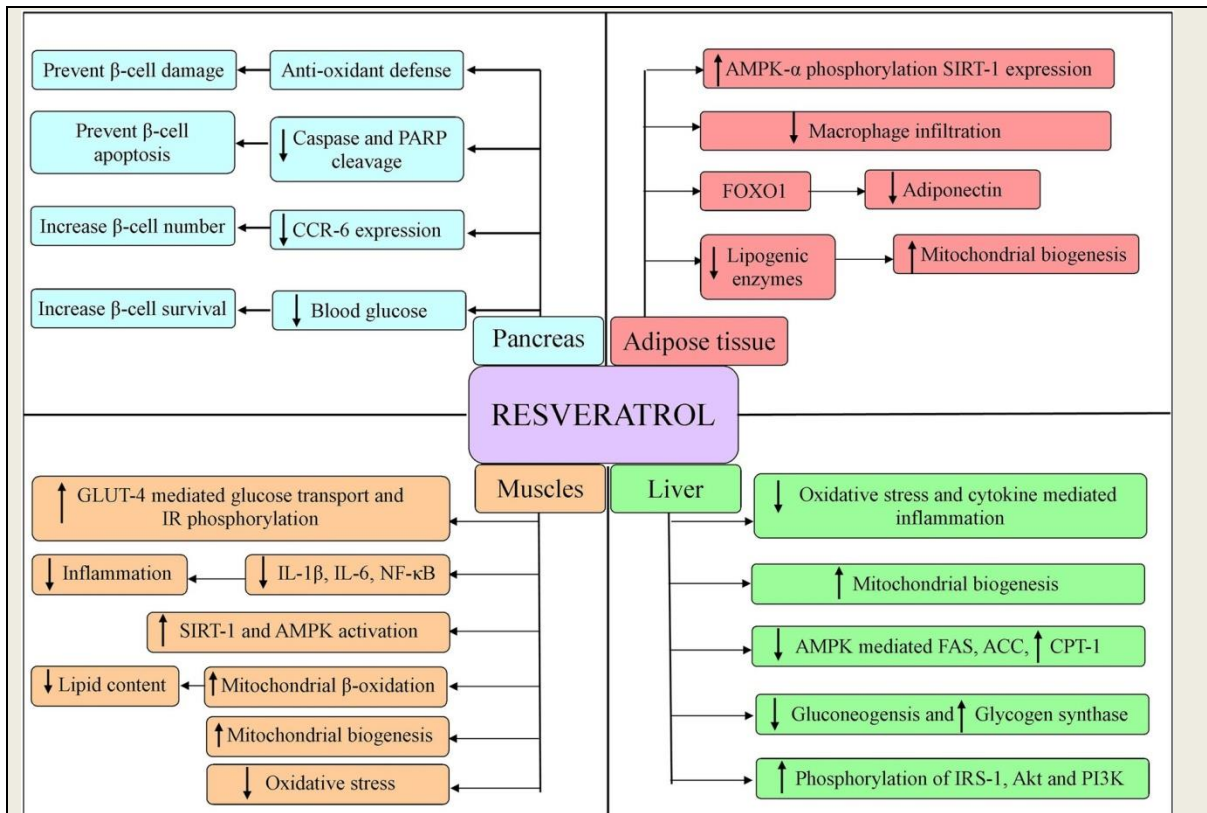 Prevent β-cell damage
Anti-oxidant defense
Prevent β-cell
apoptosis
↓ Caspase and PARP
cleavage
Increase β-cell number
↓ CCR-6 expression
Increase β-cell survival
↓ Blood glucose
Pancreas
↑ AMPK-α phosphorylation SIRT-1 expression
↓ Macrophage infiltration
FOXO1
↓ Adiponectin
↓ Lipogenic
enzymes
↑ Mitochondrial biogenesis
Adipose tissue
RESVERATROL
Muscles
↑ GLUT-4 mediated glucose transport and
IR phosphorylation
↓ Inflammation
↓ IL-1β, IL-6, NF-κB
↑ SIRT-1 and AMPK activation
↓ Lipid content
↑ Mitochondrial β-oxidation
↑ Mitochondrial biogenesis
↓ Oxidative stress
Liver
↓ Oxidative stress and cytokine mediated
inflammation
↑ Mitochondrial biogenesis
↓ AMPK mediated FAS, ACC, ↑ CPT-1
↓ Gluconeogensis and ↑ Glycogen synthase
↑ Phosphorylation of IRS-1, Akt and PI3K